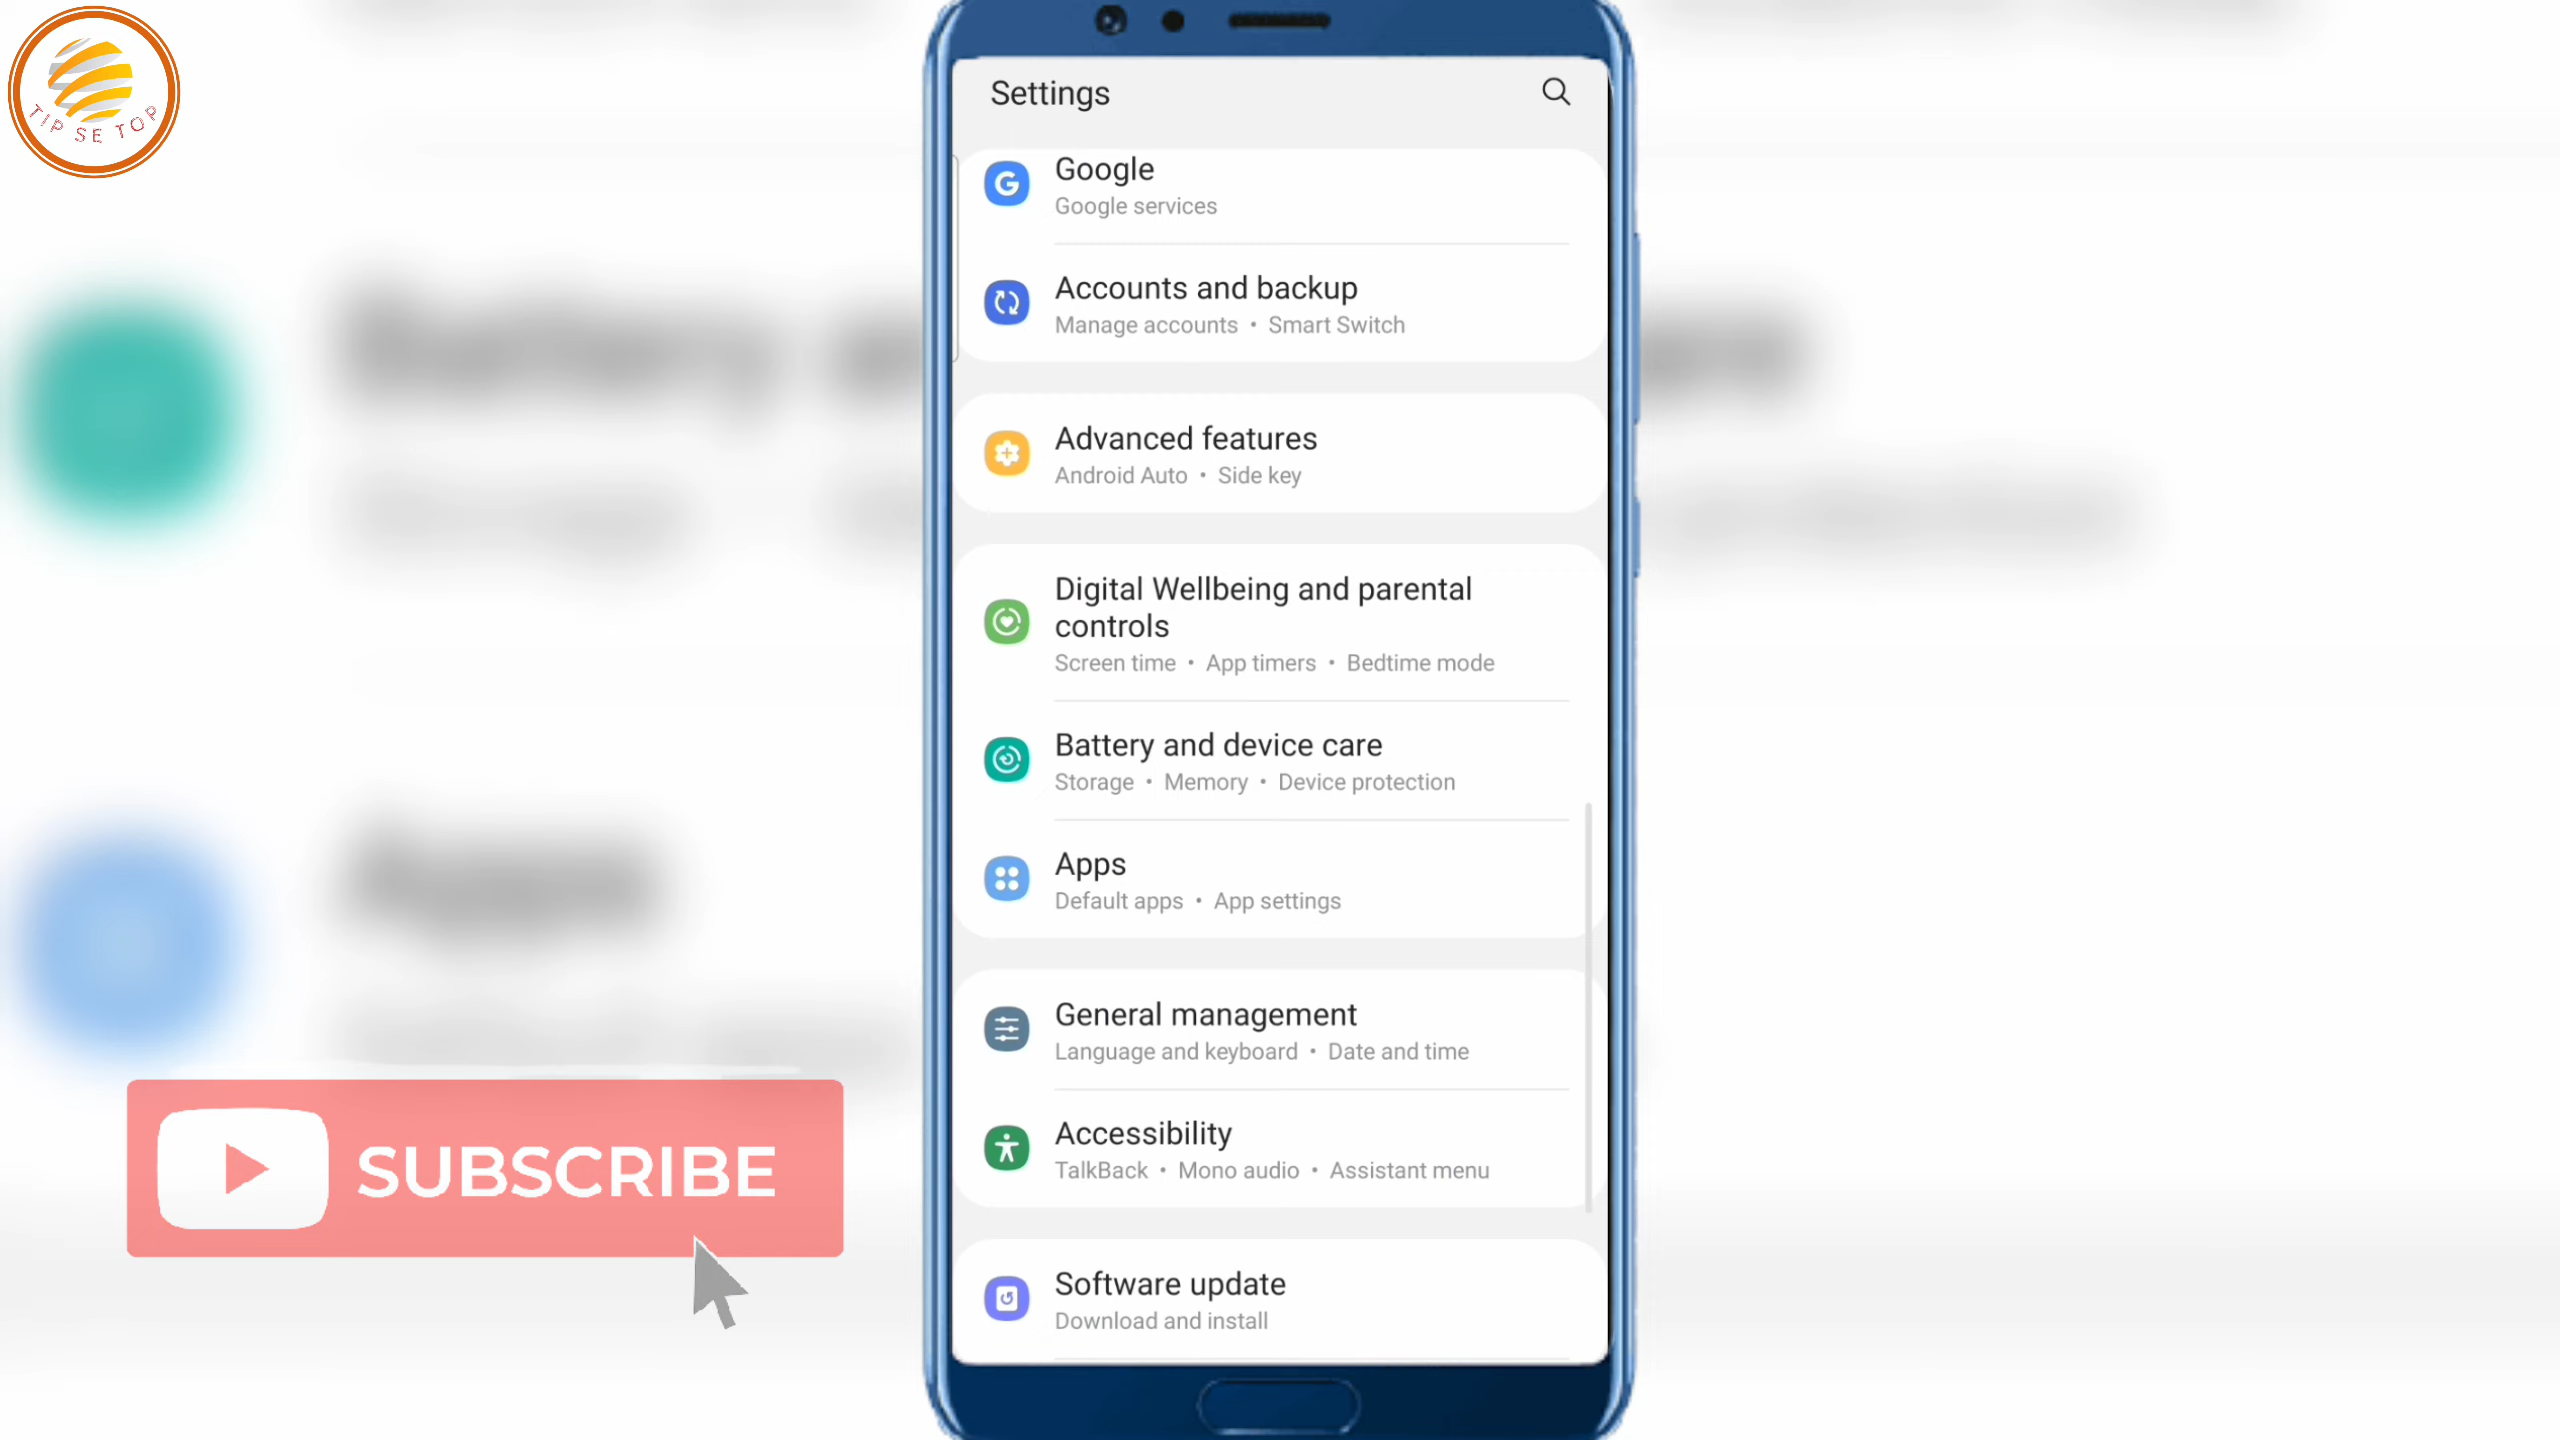 TIP SE TOP
Settings
Google
Google services
Accounts and backup
Manage accounts • Smart Switch
Advanced features
Android Auto • Side key
Digital Wellbeing and parental
controls
Screen time • App timers • Bedtime mode
Battery and device care
Storage • Memory • Device protection
Apps
Default apps • App settings
General management
Language and keyboard • Date and time
Accessibility
TalkBack • Mono audio • Assistant menu
Software update
Download and install
SUBSCRIBE